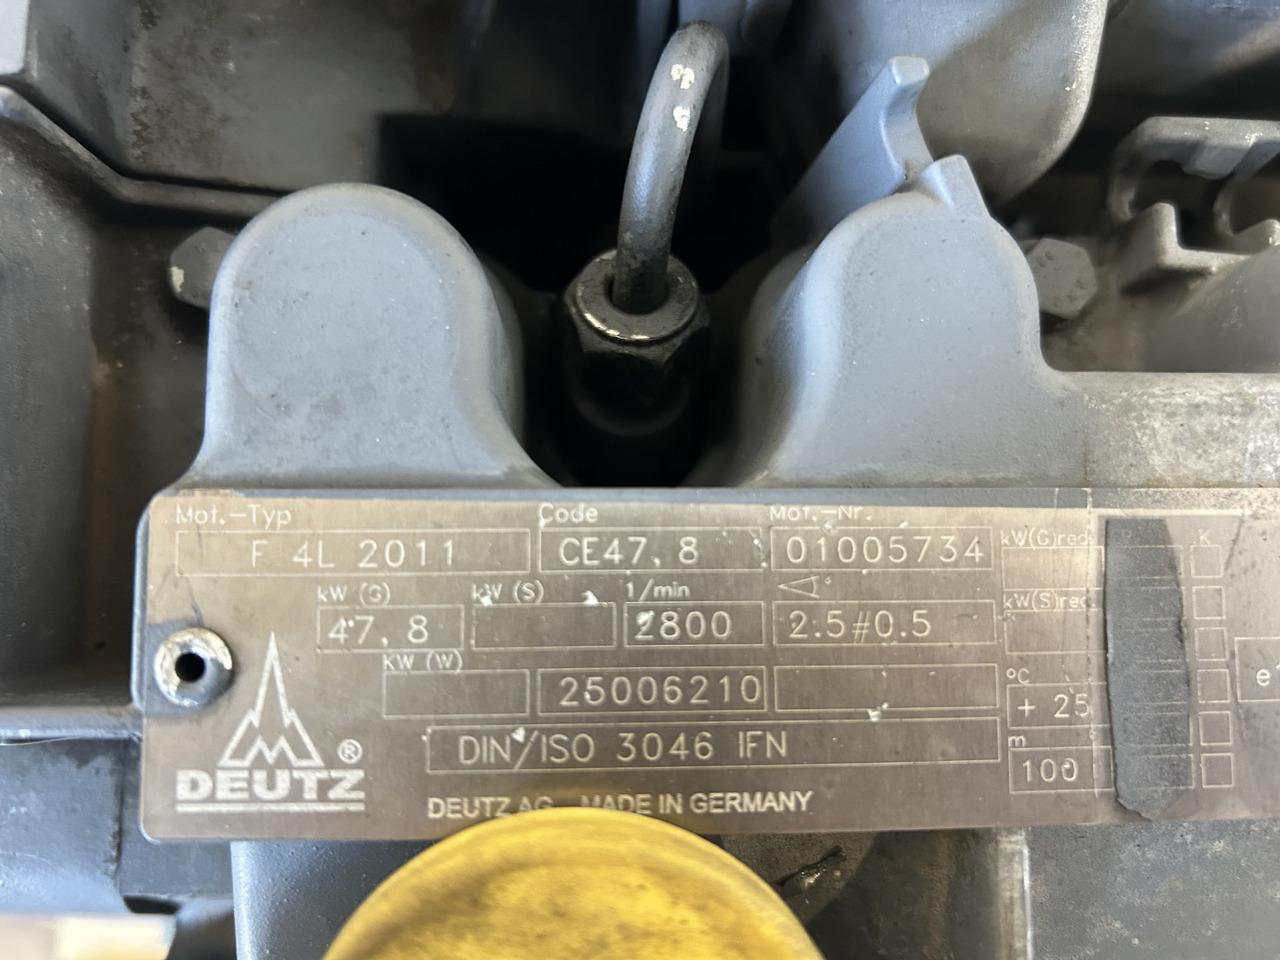 Mot.-Typ Code Mot.-Nr.
F 4L 2011 CE47,8 01005734 kW(G)red. P K
kW (G) kW (S) 1/min ° kW(S)red.
47,8 2800 2.5#0.5
kW (W) °C
25006210 + 25 e
DIN/ISO 3046 IFN m
100
DEUTZ ®
DEUTZ AG MADE IN GERMANY